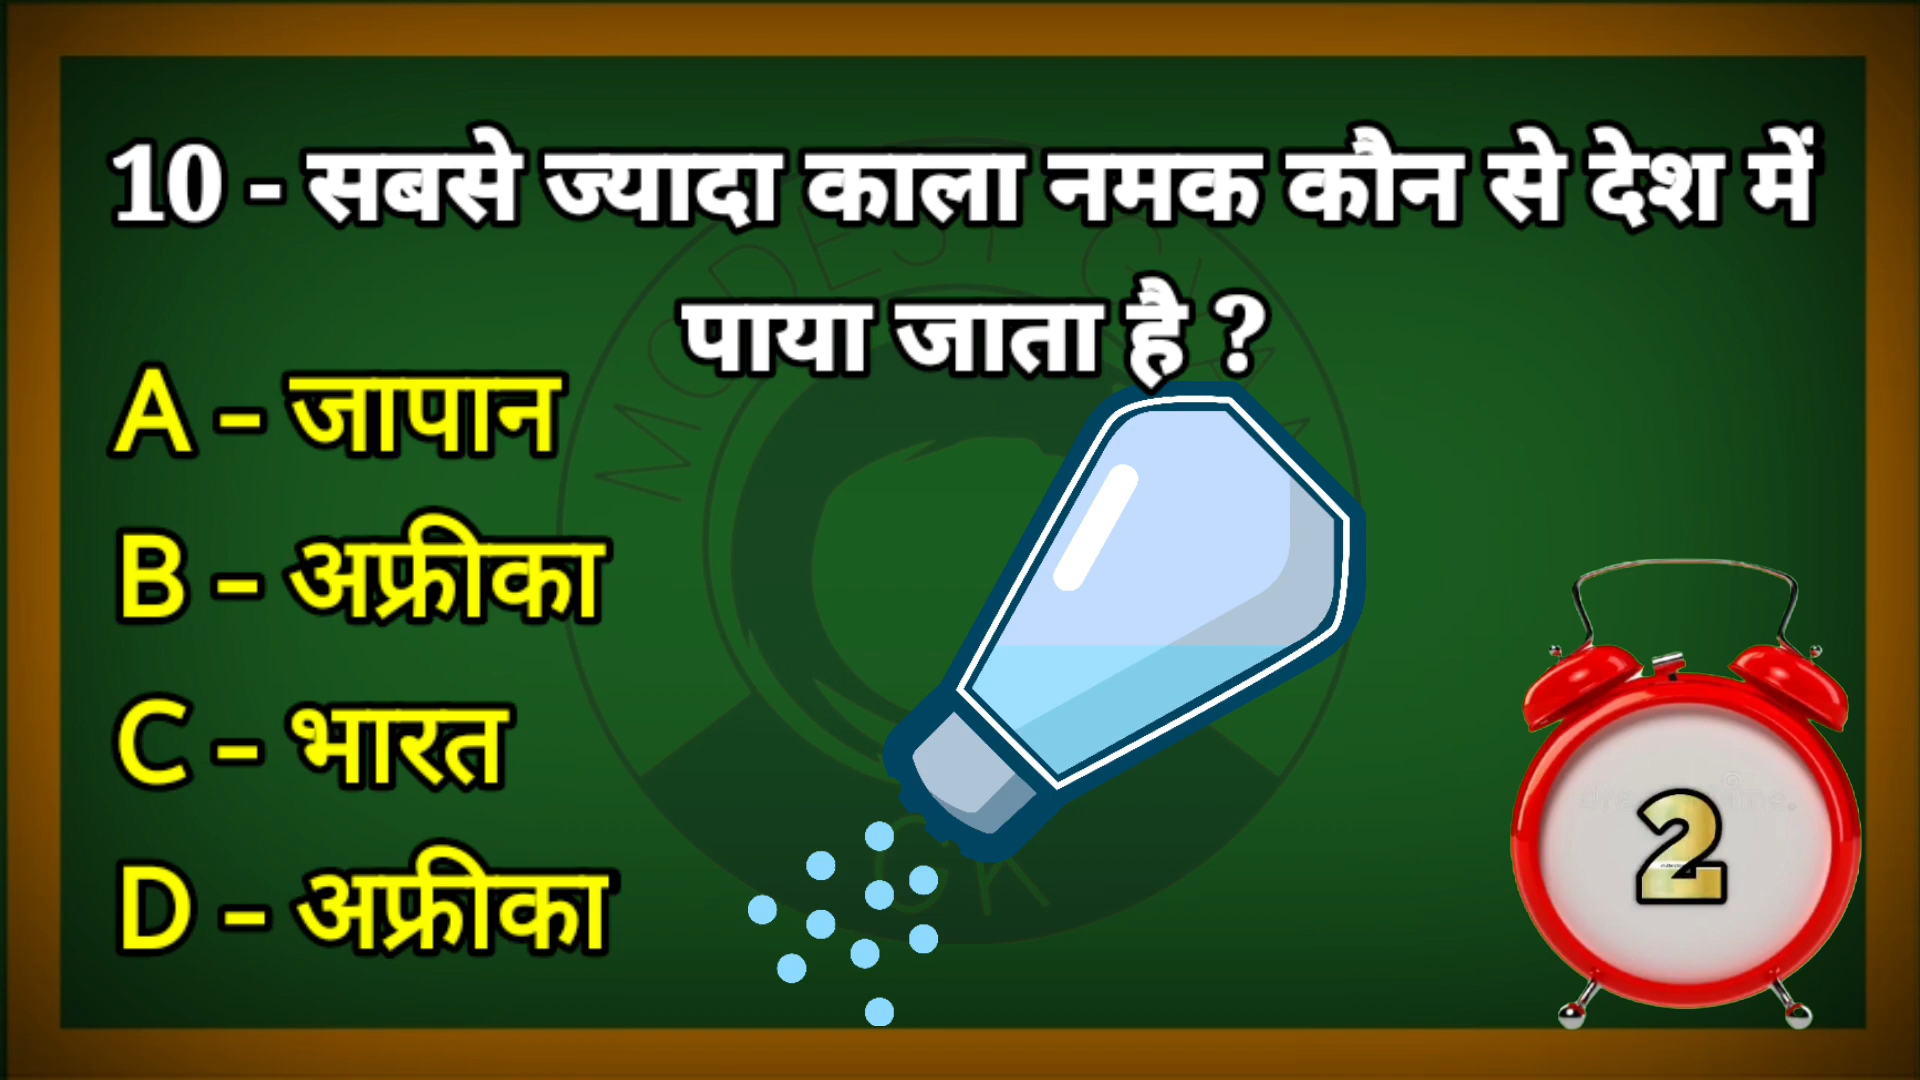 10 - सबसे ज्यादा काला नमक कौन से देश में
पाया जाता है ?
A - जापान
B - अफ्रीका
C - भारत
D - अफ्रीका
2